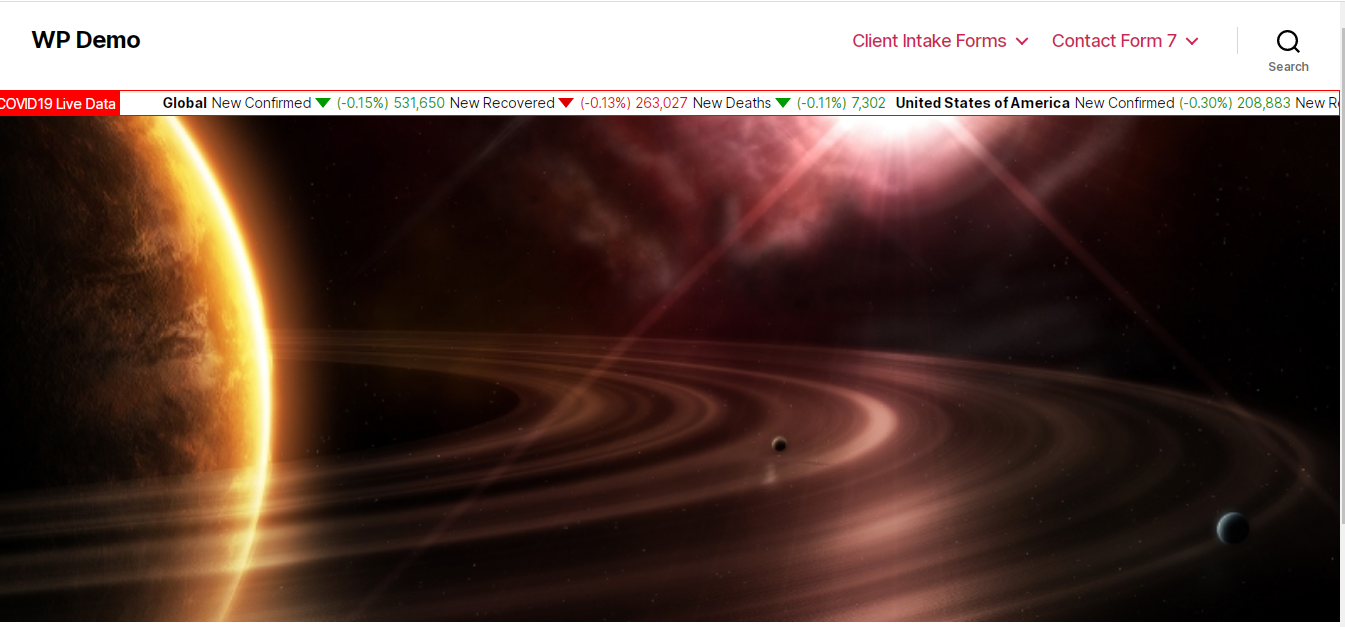 WP Demo
Client Intake Forms
Contact Form 7
Search
COVID19 Live Data
Global New Confirmed (-0.15%) 531,650 New Recovered (-0.13%) 263,027 New Deaths (-0.11%) 7,302 United States of America New Confirmed (-0.30%) 208,883 New